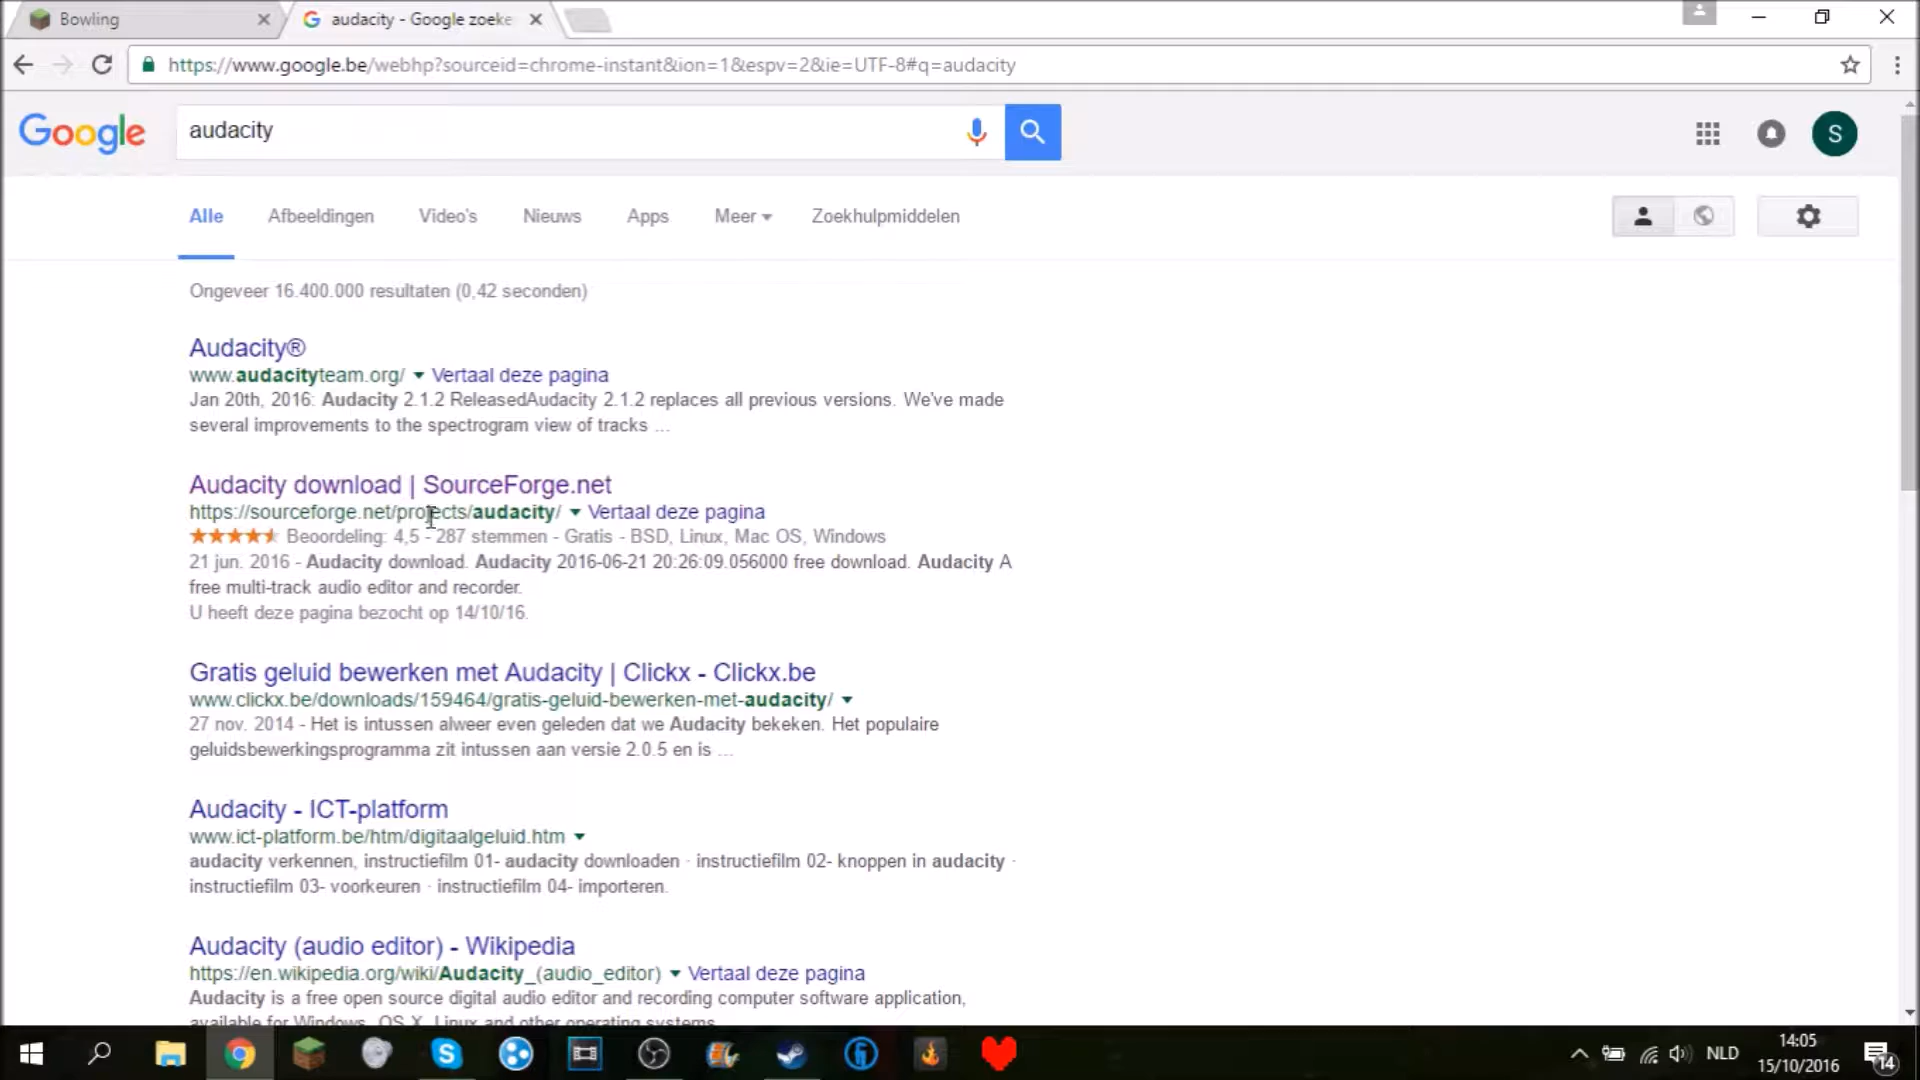 Bowling
audacity - Google zoeke
https://www.google.be/webhp?sourceid=chrome-instant&ion=1&espv=2&ie=UTF-8#q=audacity
Google
audacity
S
Alle Afbeeldingen Video's Nieuws Apps Meer Zoekhulpmiddelen
Ongeveer 16.400.000 resultaten (0,42 seconden)
Audacity®
www.audacityteam.org/ Vertaal deze pagina
Jan 20th, 2016: Audacity 2.1.2 ReleasedAudacity 2.1.2 replaces all previous versions. We've made
several improvements to the spectrogram view of tracks ...
Audacity download | SourceForge.net
https://sourceforge.net/projects/audacity/ Vertaal deze pagina
Beoordeling: 4,5 - 287 stemmen - Gratis - BSD, Linux, Mac OS, Windows
21 jun. 2016 - Audacity download. Audacity 2016-06-21 20:26:09.056000 free download. Audacity A
free multi-track audio editor and recorder.
U heeft deze pagina bezocht op 14/10/16.
Gratis geluid bewerken met Audacity | Clickx - Clickx.be
www.clickx.be/downloads/159464/gratis-geluid-bewerken-met-audacity/
27 nov. 2014 - Het is intussen alweer even geleden dat we Audacity bekeken. Het populaire
geluidsbewerkingsprogramma zit intussen aan versie 2.0.5 en is ...
Audacity - ICT-platform
www.ict-platform.be/htm/digitaalgeluid.htm
audacity verkennen, instructiefilm 01- audacity downloaden · instructiefilm 02- knoppen in audacity ·
instructiefilm 03- voorkeuren · instructiefilm 04- importeren.
Audacity (audio editor) - Wikipedia
https://en.wikipedia.org/wiki/Audacity_(audio_editor) Vertaal deze pagina
Audacity is a free open source digital audio editor and recording computer software application,
available for Windows, OS X, Linux and other operating systems.
NLD
14:05
15/10/2016
14